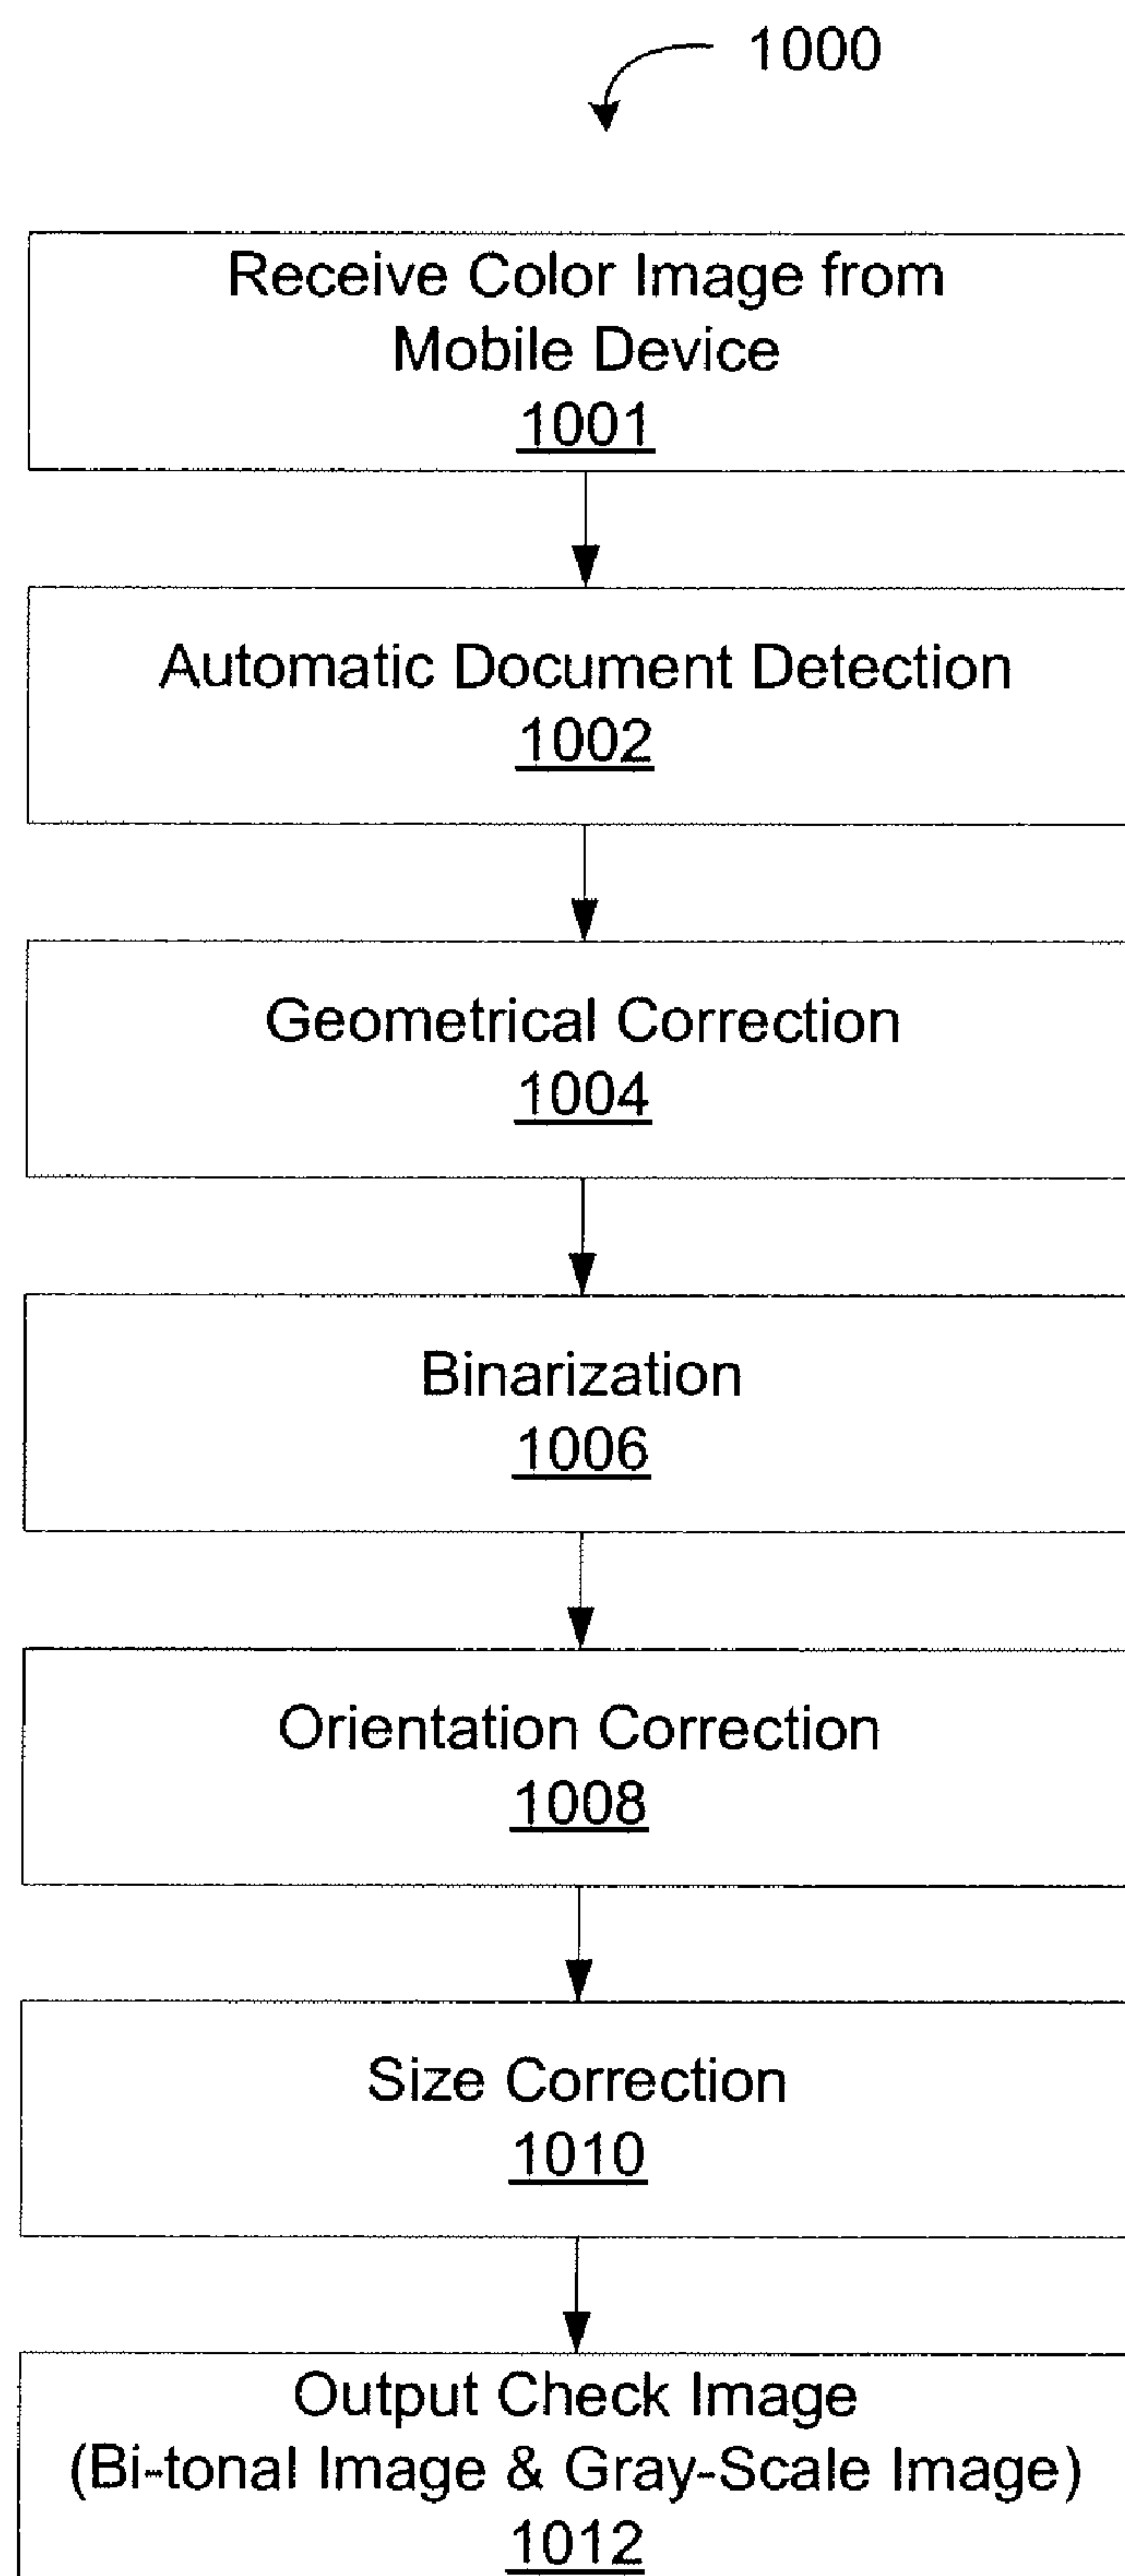 1000
Receive Color Image from
Mobile Device
1001
Automatic Document Detection
1002
Geometrical Correction
1004
Binarization
1006
Orientation Correction
1008
Size Correction
1010
Output Check Image
(Bi-tonal Image & Gray-Scale Image)
1012